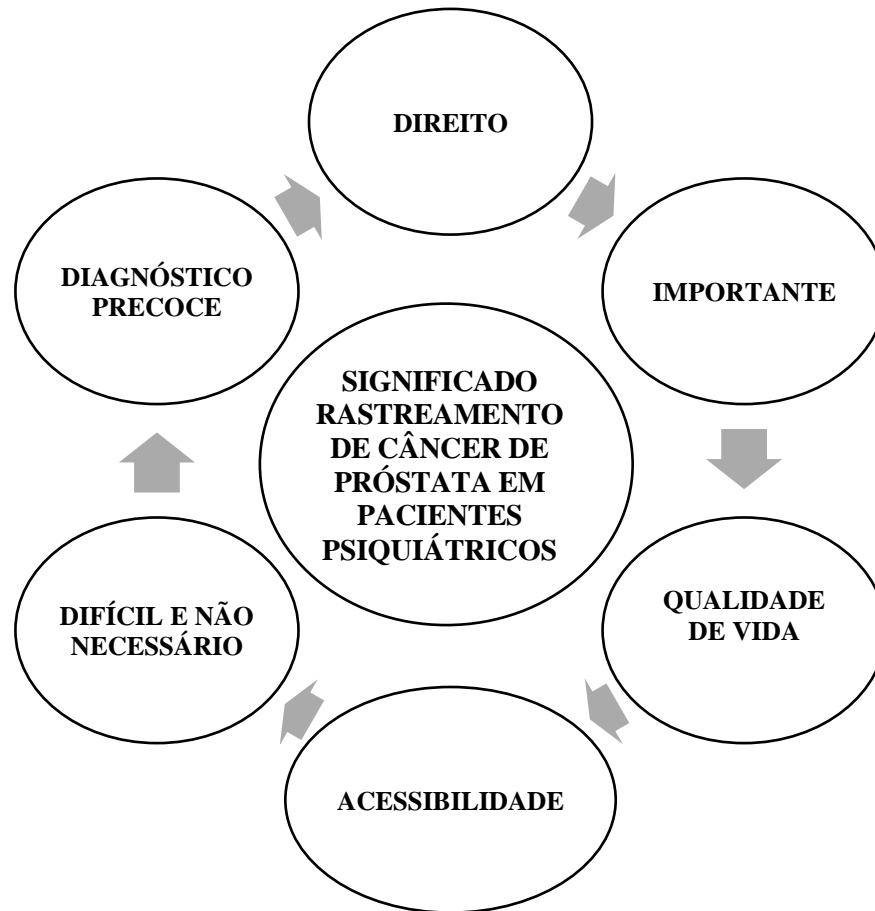 DIREITO
IMPORTANTE
QUALIDADE
DE VIDA
ACESSIBILIDADE
DIFÍCIL E NÃO
NECESSÁRIO
DIAGNÓSTICO
PRECOCE
SIGNIFICADO
RASTREAMENTO
DE CÂNCER DE
PRÓSTATA EM
PACIENTES
PSIQUIÁTRICOS